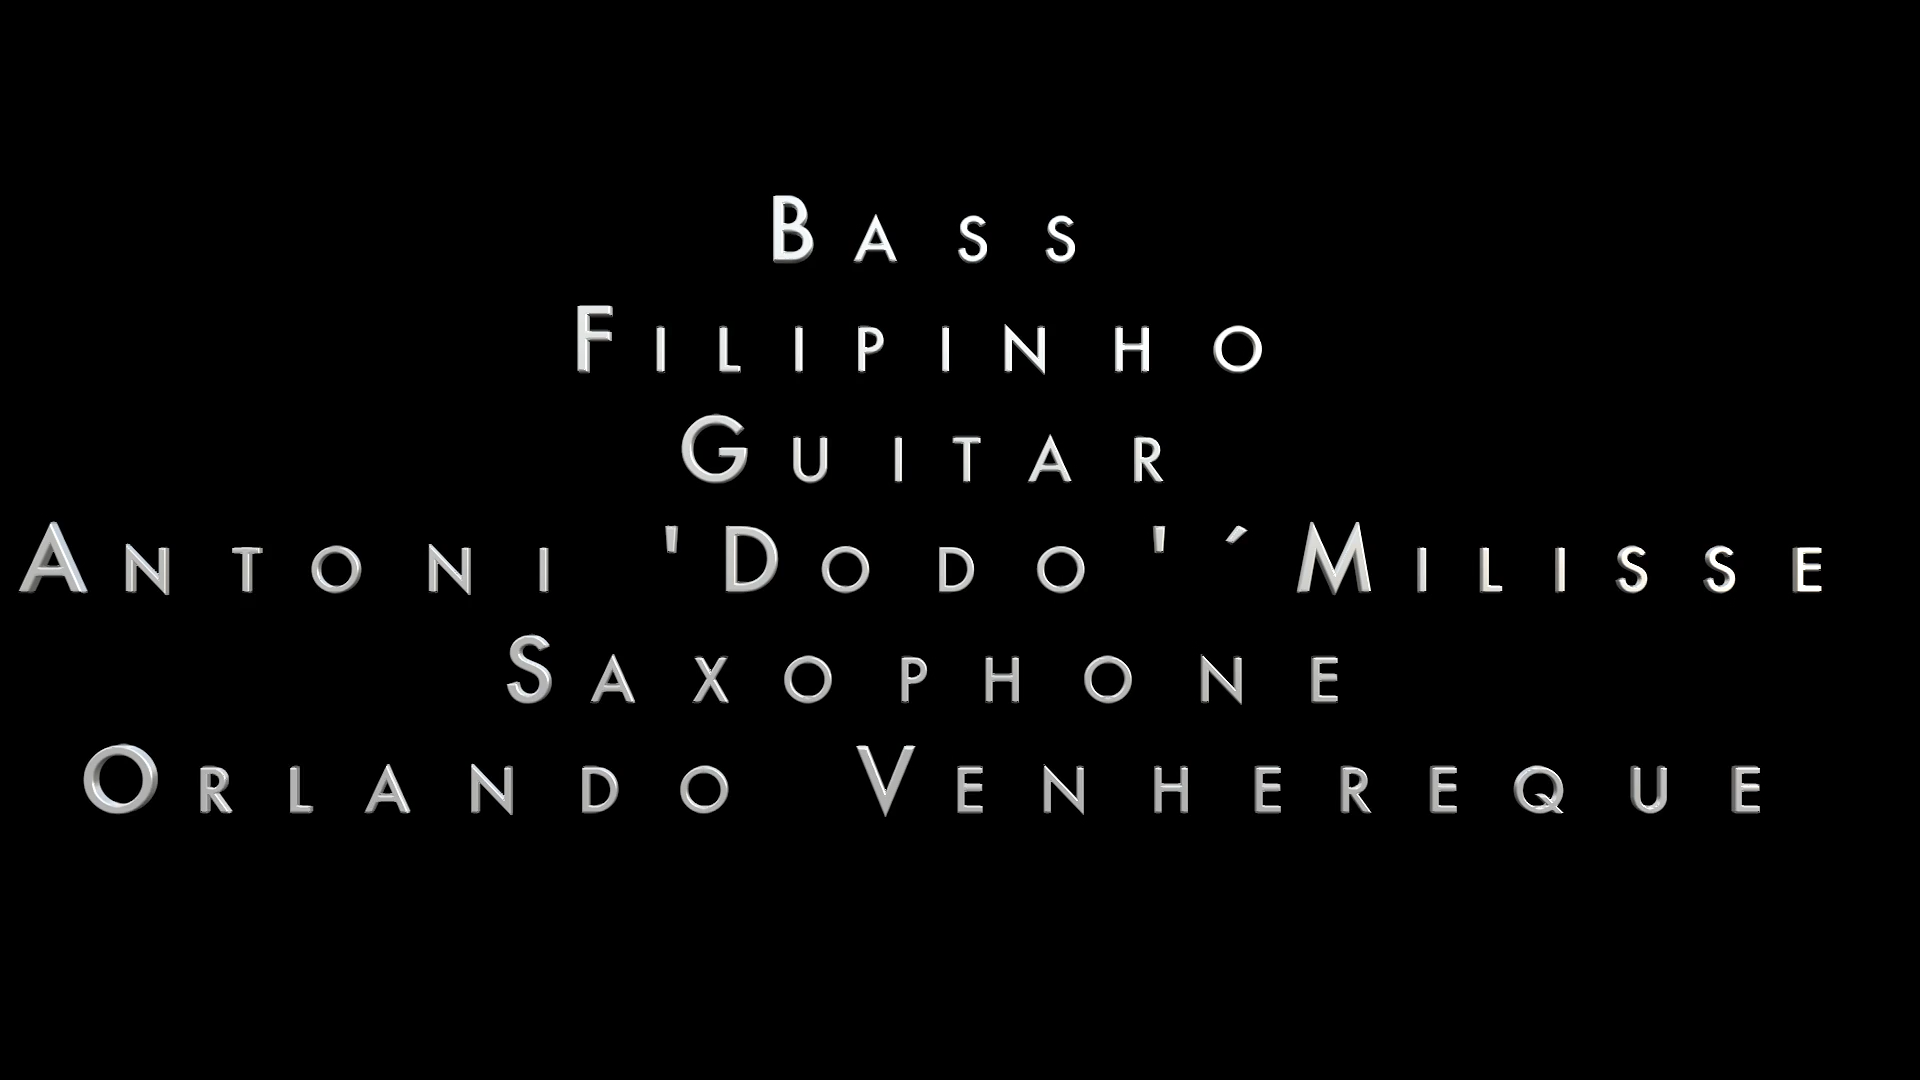 Bass
Filipinho
Guitar
Antoni 'Dodo'´Milisse
Saxophone
Orlando Venhereque